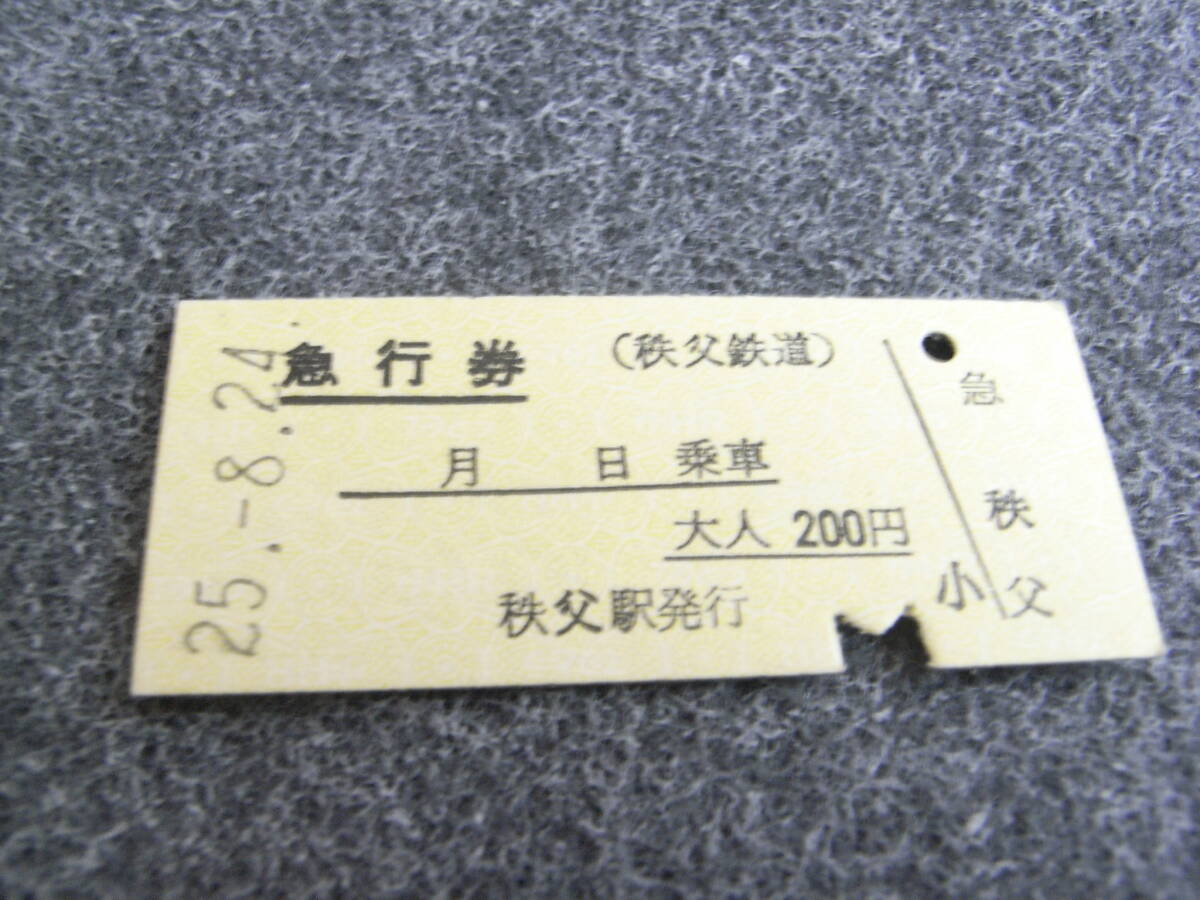 25.-8.24
急行券 (秩父鉄道)
月 日 乗車
大人 200円
秩父駅発行
小
急
秩
父